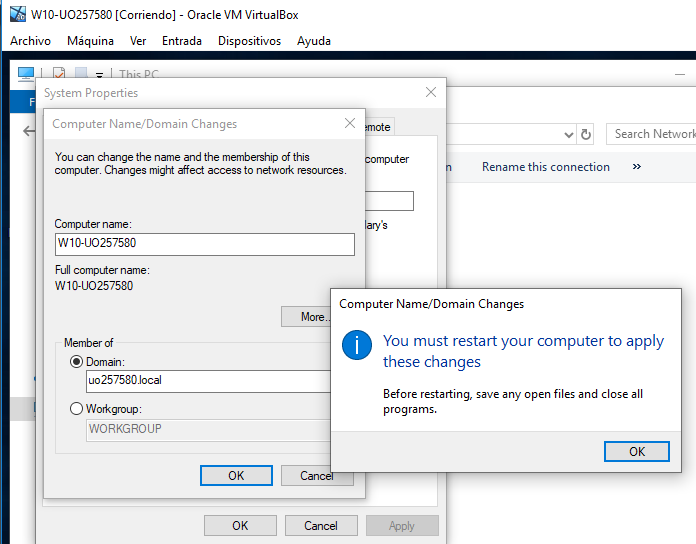 W10-UO257580 [Corriendo] - Oracle VM VirtualBox
Archivo Máquina Ver Entrada Dispositivos Ayuda
This PC
System Properties
Computer Name/Domain Changes
emote
Search Network
You can change the name and the membership of this
computer. Changes might affect access to network resources.
computer
Rename this connection »
Computer name:
W10-UO257580
Full computer name:
W10-UO257580
More..
Member of
Domain:
uo257580.local
Workgroup:
WORKGROUP
OK Cancel
OK Cancel Apply
Computer Name/Domain Changes
You must restart your computer to apply
these changes
Before restarting, save any open files and close all
programs.
OK